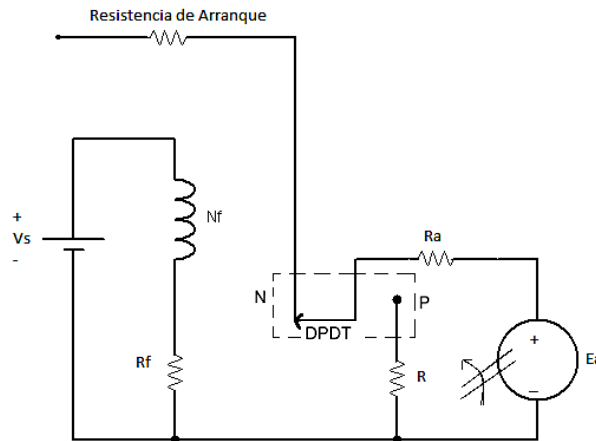 Resistencia de Arranque
+
Vs
-
Nf
Rf
N
DPDT
P
R
Ra
+
Ea
–